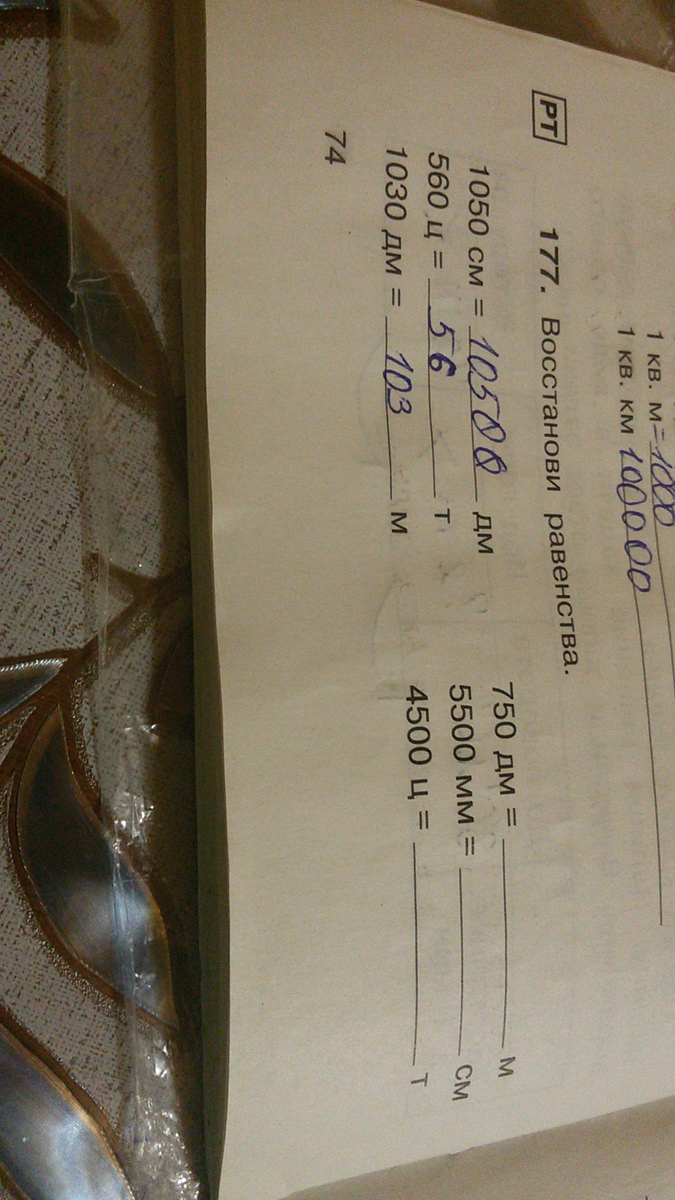 1 кв. м = 1000
1 кв. км 100000
РТ 177. Восстанови равенства.
1050 см = 10500 дм 750 дм = м
560 ц = 56 т 5500 мм = см
1030 дм = 103 м 4500 ц = т
74